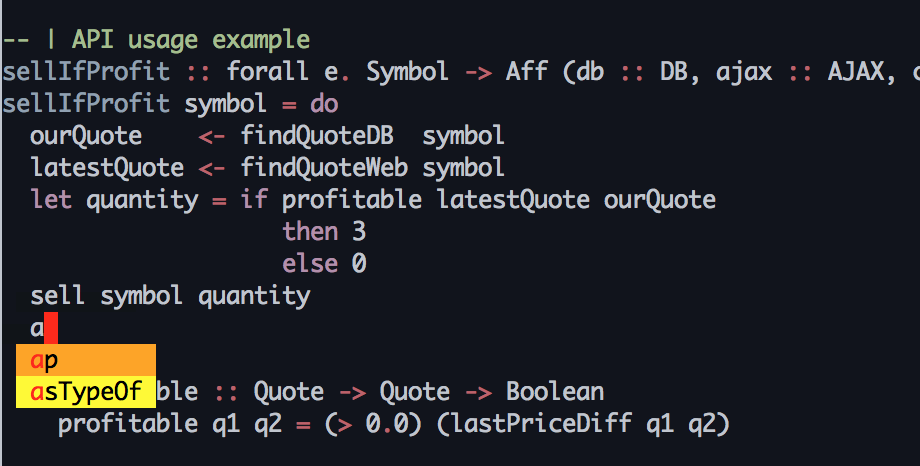 -- | API usage example
sellIfProfit :: forall e. Symbol -> Aff (db :: DB, ajax :: AJAX,
sellIfProfit symbol = do
  ourQuote    <- findQuoteDB  symbol
  latestQuote <- findQuoteWeb symbol
  let quantity = if profitable latestQuote ourQuote
                    then 3
                    else 0
  sell symbol quantity
  a
  ap
  asTypeOf ble :: Quote -> Quote -> Boolean
    profitable q1 q2 = (> 0.0) (lastPriceDiff q1 q2)